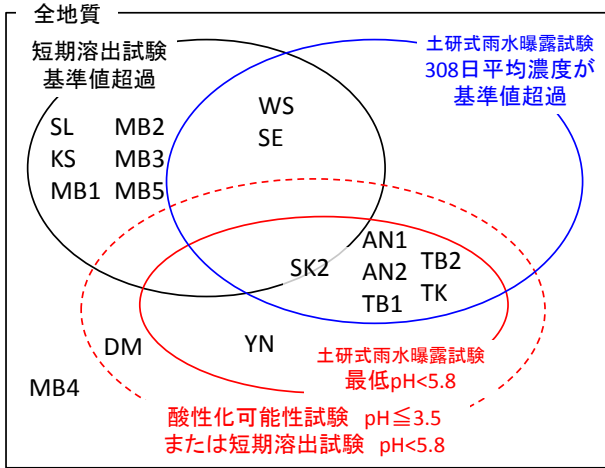 全地質
短期溶出試験
基準値超過
土研式雨水曝露試験
308日平均濃度が
基準値超過
WS
SE
SL MB2
KS MB3
MB1 MB5
AN1
AN2
TB1
TB2
TK
SK2
DM
YN
MB4
土研式雨水曝露試験
最低pH<5.8
酸性化可能性試験 pH≦3.5
または短期溶出試験 pH<5.8